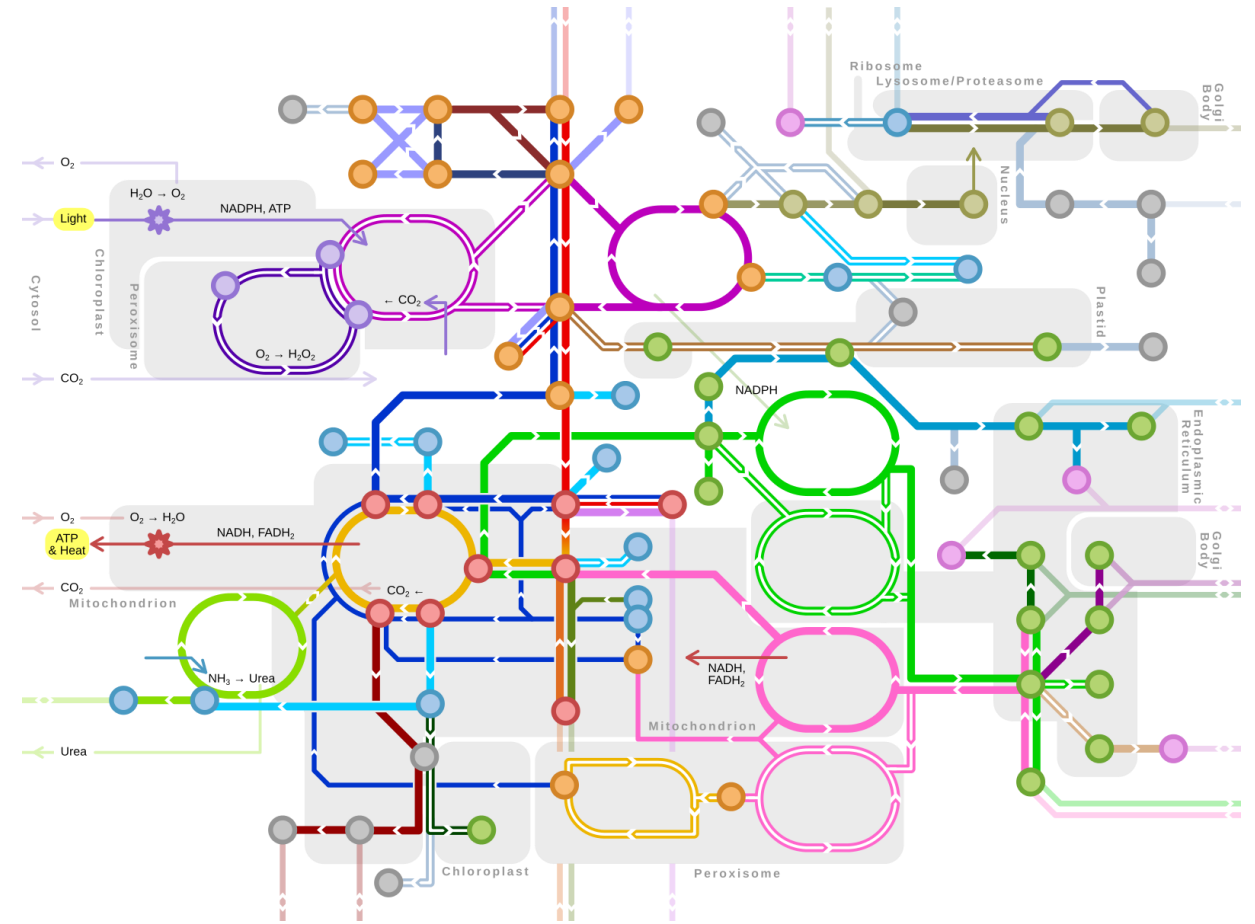 Ribosome
Lysosome/Proteasome
Golgi
Body
O₂
H₂O → O₂
Light
NADPH, ATP
Nucleus
Cytosol
Chloroplast
Peroxisome
← CO₂
O₂ → H₂O₂
CO₂
Plastid
NADPH
Endoplasmic
Reticulum
O₂
O₂ → H₂O
ATP
& Heat
NADH, FADH₂
CO₂
CO₂ ←
Mitochondrion
Golgi
Body
NH₃ → Urea
NADH,
FADH₂
Mitochondrion
Urea
Chloroplast
Peroxisome